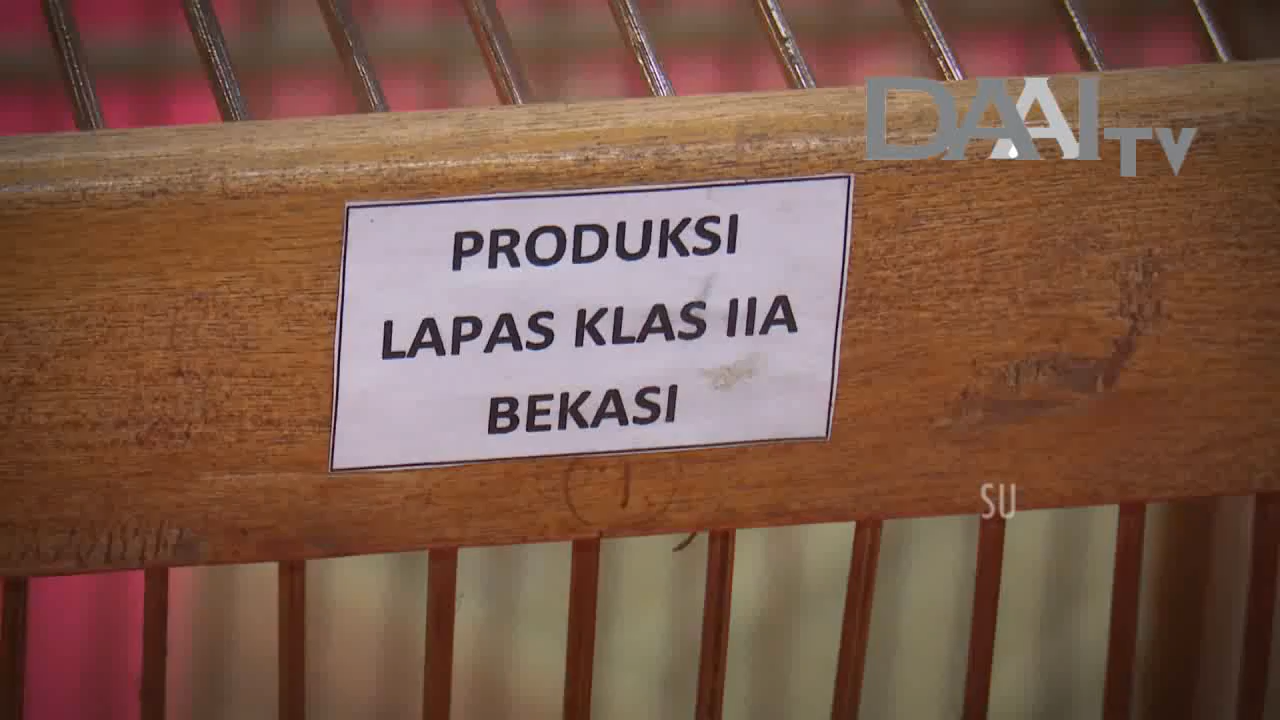 DAAI TV
PRODUKSI
LAPAS KLAS IIA
BEKASI
SU